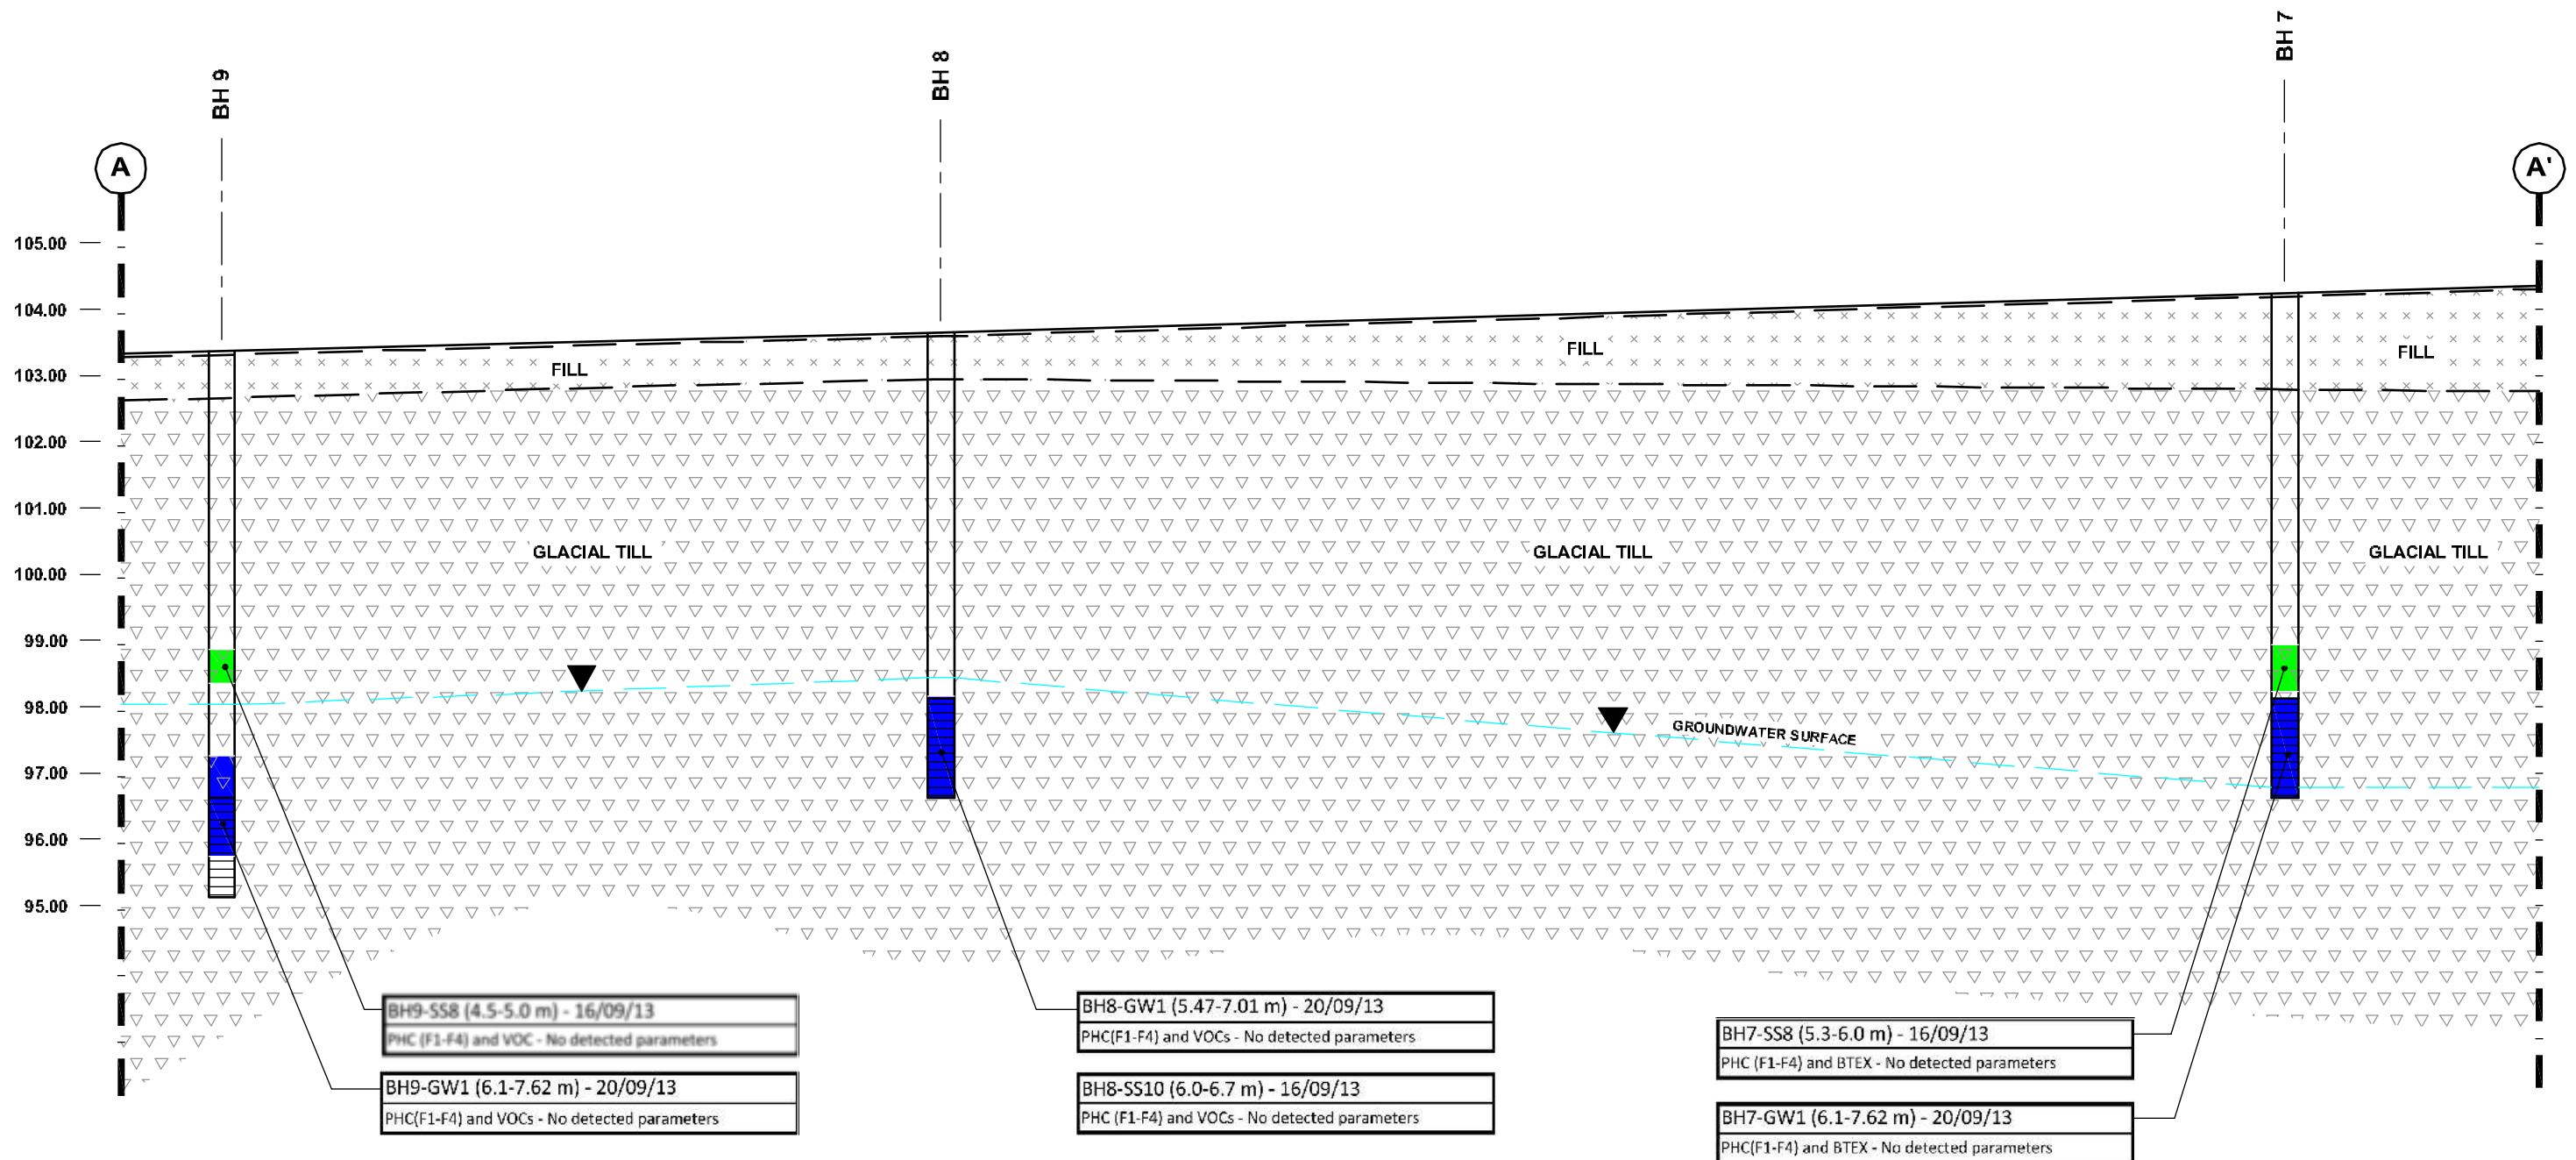 BH 9
BH 8
BH 7
A
A'
105.00
104.00
103.00
102.00
101.00
100.00
99.00
98.00
97.00
96.00
95.00
FILL
FILL
FILL
GLACIAL TILL
GLACIAL TILL
GLACIAL TILL
GROUNDWATER SURFACE
BH9-SS8 (4.5-5.0 m) - 16/09/13
PHC (F1-F4) and VOC - No detected parameters
BH9-GW1 (6.1-7.62 m) - 20/09/13
PHC(F1-F4) and VOCs - No detected parameters
BH8-GW1 (5.47-7.01 m) - 20/09/13
PHC(F1-F4) and VOCs - No detected parameters
BH8-SS10 (6.0-6.7 m) - 16/09/13
PHC (F1-F4) and VOCs - No detected parameters
BH7-SS8 (5.3-6.0 m) - 16/09/13
PHC (F1-F4) and BTEX - No detected parameters
BH7-GW1 (6.1-7.62 m) - 20/09/13
PHC(F1-F4) and BTEX - No detected parameters